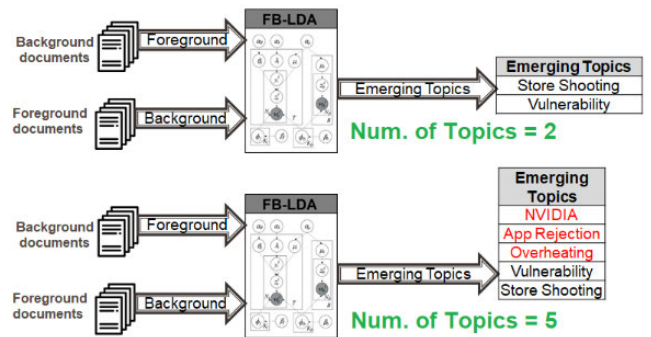 FB-LDA
Background
documents
Foreground
Emerging Topics
Emerging Topics
Store Shooting
Vulnerability
Foreground
documents
Background
Num. of Topics = 2
FB-LDA
Background
documents
Foreground
Emerging Topics
Emerging
Topics
NVIDIA
App Rejection
Overheating
Vulnerability
Store Shooting
Foreground
documents
Background
Num. of Topics = 5